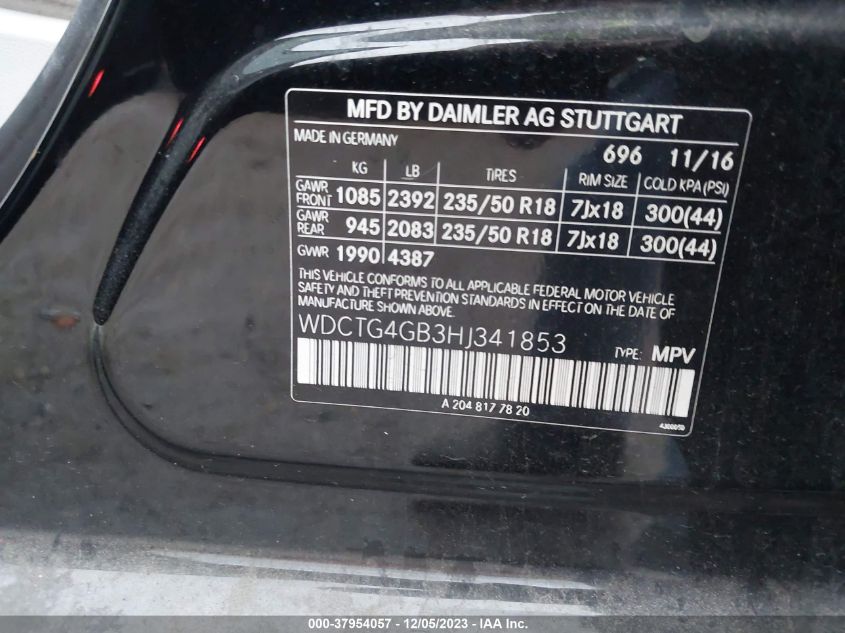 MFD BY DAIMLER AG STUTTGART
MADE IN GERMANY
696 11/16
KG LB TIRES RIM SIZE COLD KPA (PSI)
GAWR FRONT 1085 2392 235/50 R18 7Jx18 300(44)
GAWR REAR 945 2083 235/50 R18 7Jx18 300(44)
GVWR 1990 4387
THIS VEHICLE CONFORMS TO ALL APPLICABLE FEDERAL MOTOR VEHICLE
SAFETY AND THEFT PREVENTION STANDARDS IN EFFECT ON THE DATE OF
MANUFACTURE SHOWN ABOVE.
WDCTG4GB3HJ341853 TYPE: MPV
A 204 817 78 20
000-37954057 - 12/05/2023 - IAA Inc.